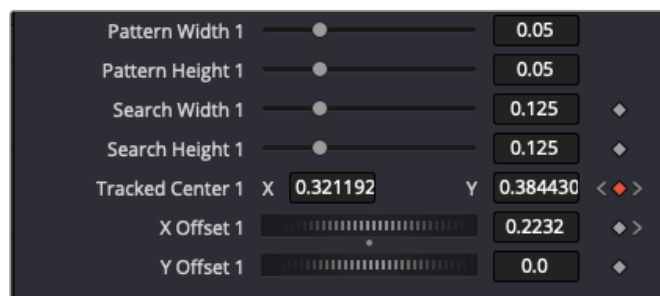 Pattern Width 1 0.05
Pattern Height 1 0.05
Search Width 1 0.125
Search Height 1 0.125
Tracked Center 1 X 0.321192 Y 0.384430
X Offset 1 0.2232
Y Offset 1 0.0